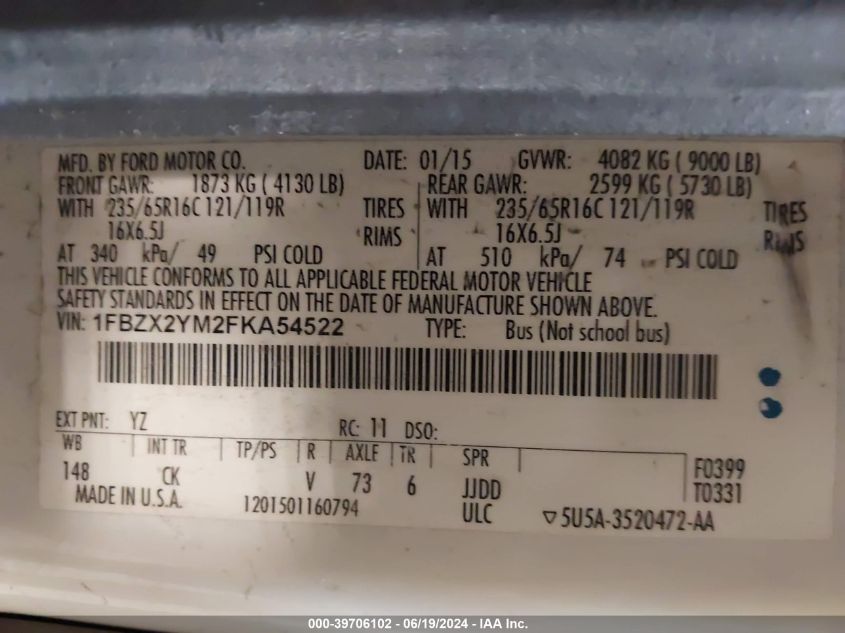 MFD. BY FORD MOTOR CO. DATE: 01/15 GVWR: 4082 KG ( 9000 LB)
FRONT GAWR: 1873 KG ( 4130 LB) REAR GAWR: 2599 KG ( 5730 LB)
WITH 235/65R16C 121/119R TIRES WITH 235/65R16C 121/119R TIRES
16X6.5J RIMS 16X6.5J RIMS
AT 340 kPa/ 49 PSI COLD AT 510 kPa/ 74 PSI COLD
THIS VEHICLE CONFORMS TO ALL APPLICABLE FEDERAL MOTOR VEHICLE
SAFETY STANDARDS IN EFFECT ON THE DATE OF MANUFACTURE SHOWN ABOVE.
VIN: 1FBZX2YM2FKA54522 TYPE: Bus (Not school bus)
EXT PNT: YZ RC: 11 DSO:
WB INT TR TP/PS R AXLE TR SPR F0399
148 CK V 73 6 JJDD T0331
MADE IN U.S.A. 1201501160794 ULC ▽5U5A-3520472-AA
000-39706102 - 06/19/2024 - IAA Inc.